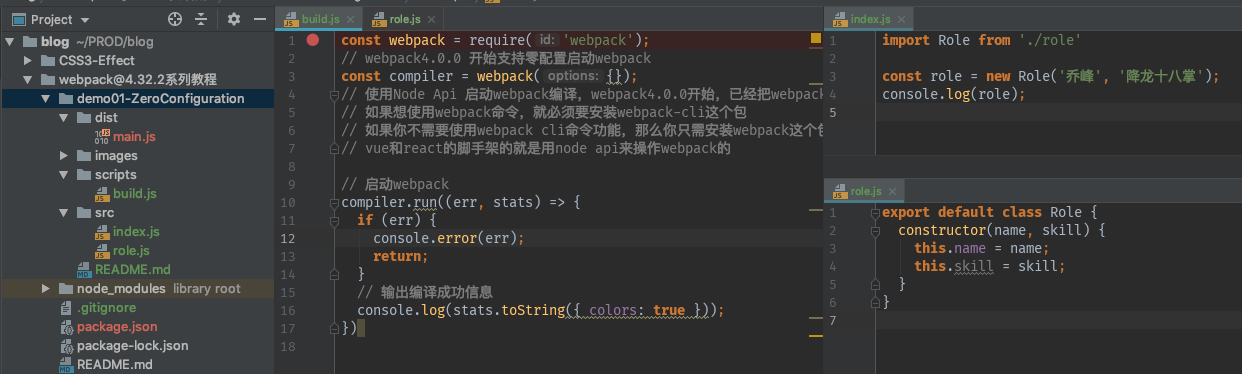 Project
blog ~/PROD/blog
CSS3-Effect
webpack@4.32.2系列教程
demo01-ZeroConfiguration
dist
main.js
images
scripts
build.js
src
index.js
role.js
README.md
node_modules library root
.gitignore
package.json
package-lock.json
README.md
build.js
role.js
1 const webpack = require( id: 'webpack');
2 // webpack4.0.0 开始支持零配置启动webpack
3 const compiler = webpack( options: {});
4 // 使用Node Api 启动webpack编译，webpack4.0.0开始，已经把webpack
5 // 如果想使用webpack命令，就必须要安装webpack-cli这个包
6 // 如果你不需要使用webpack cli命令功能，那么你只需安装webpack这个包
7 // vue和react的脚手架的就是用node api来操作webpack的
8
9 // 启动webpack
10 compiler.run((err, stats) => {
11 if (err) {
12 console.error(err);
13 return;
14 }
15 // 输出编译成功信息
16 console.log(stats.toString({ colors: true }));
17 })
18
index.js
1 import Role from './role'
2
3 const role = new Role('乔峰', '降龙十八掌');
4 console.log(role);
5
role.js
1 export default class Role {
2 constructor(name, skill) {
3 this.name = name;
4 this.skill = skill;
5 }
6 }
7